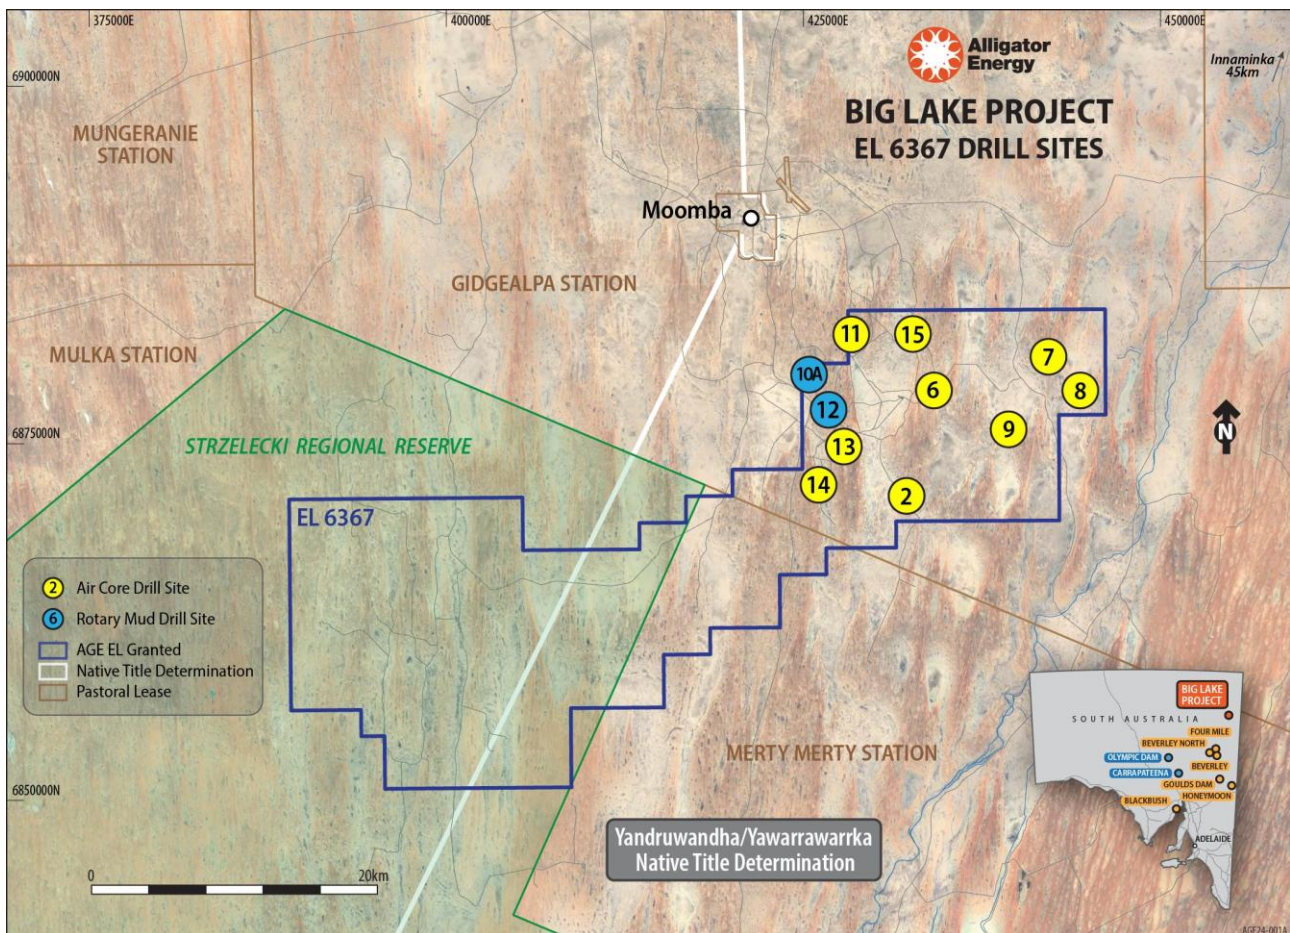 375000E
400000E
425000E
450000E
6900000N
6875000N
6850000N
Alligator
Energy
BIG LAKE PROJECT
EL 6367 DRILL SITES
Innaminka
45km
MUNGERANIE
STATION
Moomba
GIDGEALPA STATION
MULKA STATION
STRZELECKI REGIONAL RESERVE
EL 6367
11
15
7
10A
6
8
12
9
13
14
2
N
2 Air Core Drill Site
6 Rotary Mud Drill Site
AGE EL Granted
Native Title Determination
Pastoral Lease
MERTY MERTY STATION
Yandruwandha/Yawarrawarrka
Native Title Determination
0
20km
BIG LAKE
PROJECT
SOUTH AUSTRALIA
FOUR MILE
BEVERLEY NORTH
OLYMPIC DAM
BEVERLEY
CARRAPATEENA
GOULDS DAM
HONEYMOON
BLACKBUSH
ADELAIDE
AGE24-001A